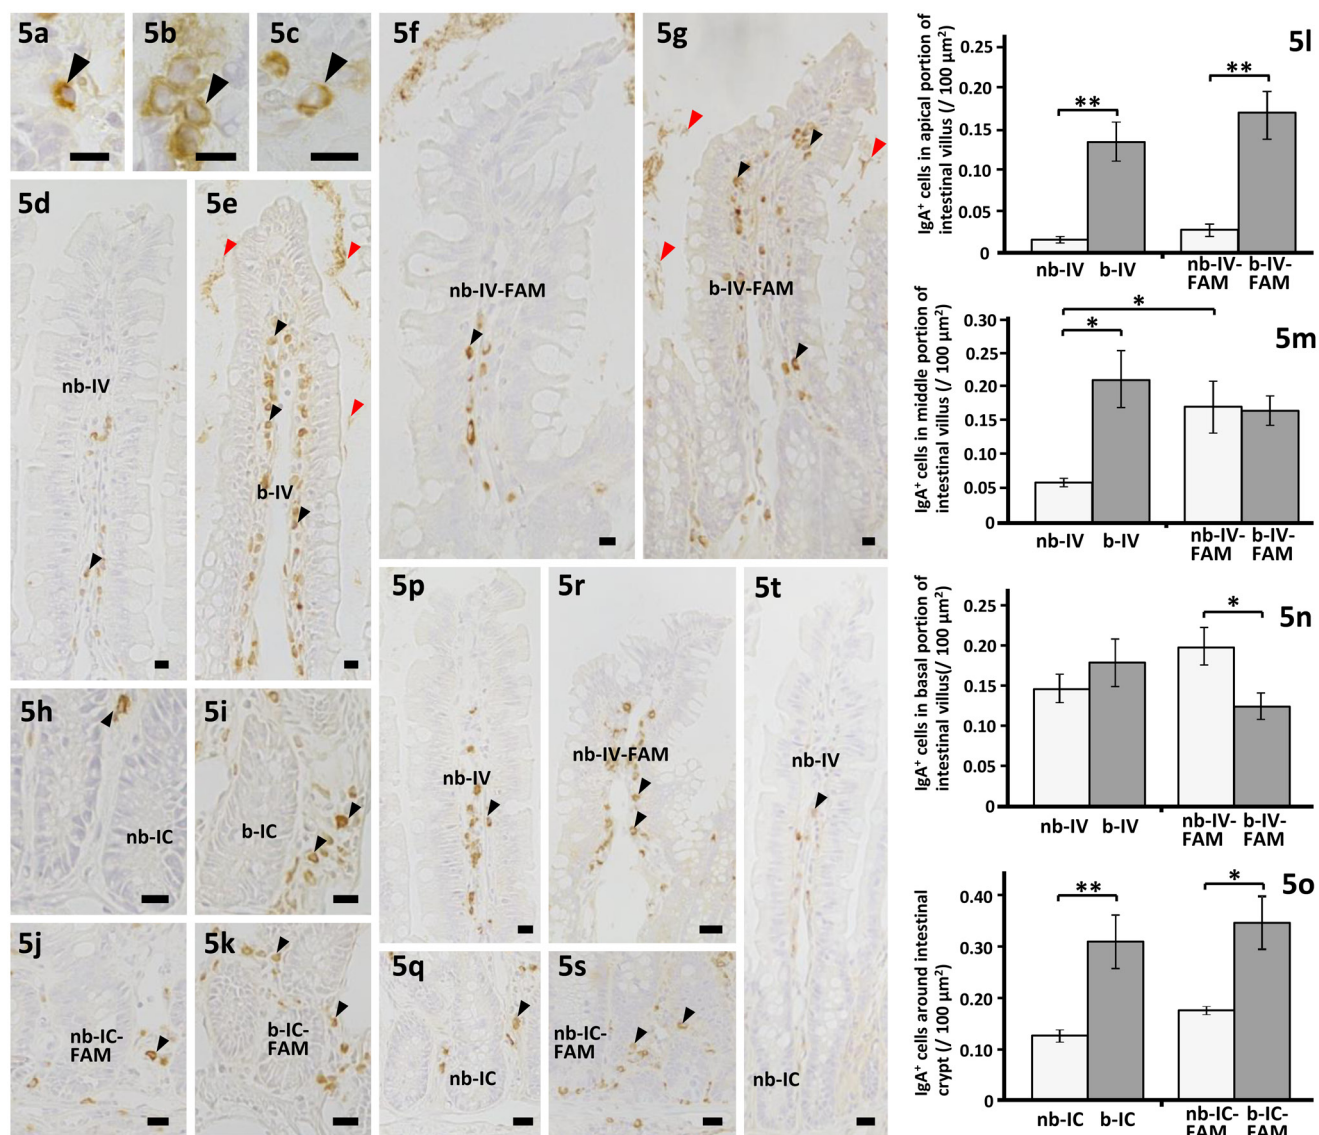 5a
5b
5c
5f
nb-IV-FAM
5g
b-IV-FAM
5d
nb-IV
5e
b-IV
5h
nb-IC
5i
b-IC
5j
nb-IC-
FAM
5k
b-IC-
FAM
5p
nb-IV
5r
nb-IV-FAM
5t
nb-IV
nb-IC
5q
nb-IC
5s
nb-IC-
FAM
5l
IgA⁺ cells in apical portion of
intestinal villus (/ 100 µm²)
0.25
0.20
0.15
0.10
0.05
0
**
**
nb-IV
b-IV
nb-IV-
FAM
b-IV-
FAM
5m
IgA⁺ cells in middle portion of
intestinal villus (/ 100 µm²)
0.30
0.25
0.20
0.15
0.10
0.05
0
*
*
nb-IV
b-IV
nb-IV-
FAM
b-IV-
FAM
5n
IgA⁺ cells in basal portion of
intestinal villus(/ 100 µm²)
0.25
0.20
0.15
0.10
0.05
0
*
nb-IV
b-IV
nb-IV-
FAM
b-IV-
FAM
5o
IgA⁺ cells around intestinal
crypt (/ 100 µm²)
0.40
0.30
0.20
0.10
0
**
*
nb-IC
b-IC
nb-IC-
FAM
b-IC-
FAM